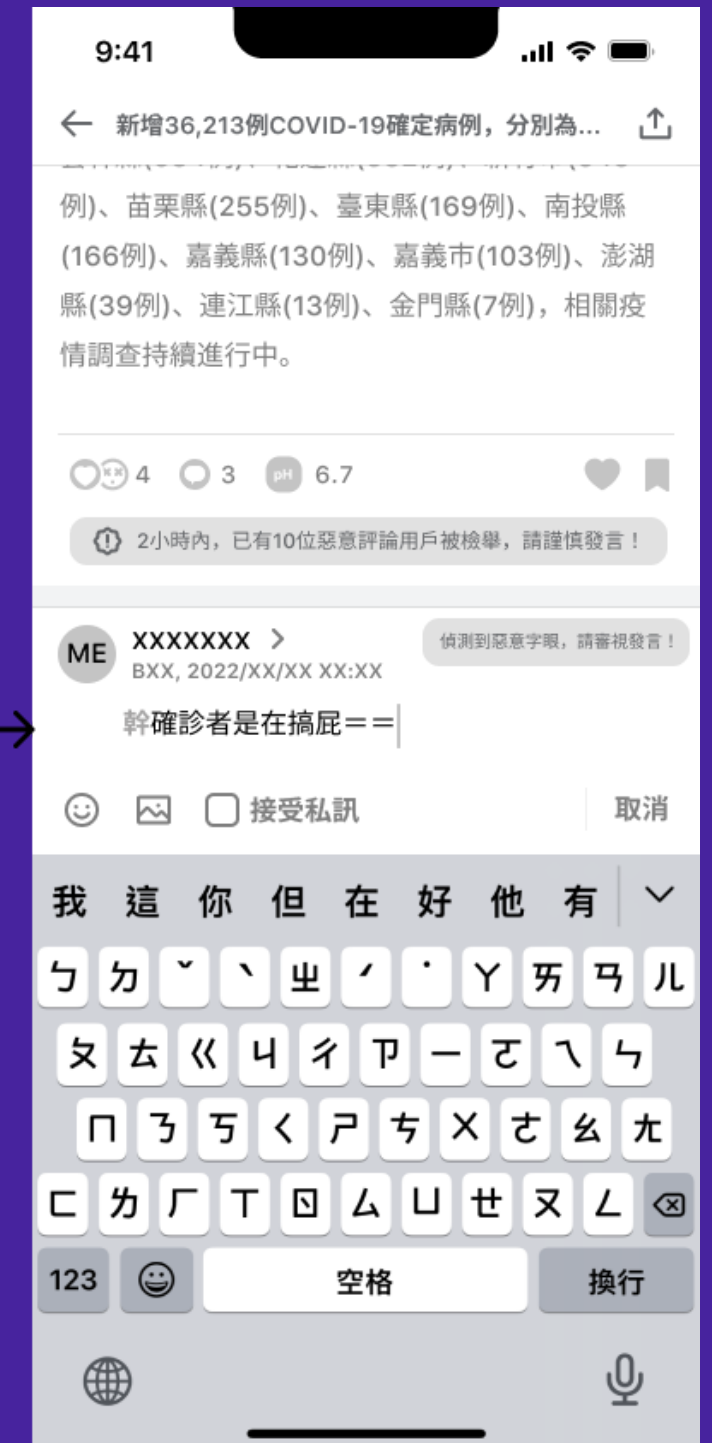 9:41
新增36,213例COVID-19確定病例，分別為...
例)、苗栗縣(255例)、臺東縣(169例)、南投縣
(166例)、嘉義縣(130例)、嘉義市(103例)、澎湖
縣(39例)、連江縣(13例)、金門縣(7例)，相關疫
情調查持續進行中。
4 3 pH 6.7
2小時內，已有10位惡意評論用戶被檢舉，請謹慎發言！
ME XXXXXXX 偵測到惡意字眼，請審視發言！
BXX, 2022/XX/XX XX:XX
幹確診者是在搞屁＝＝
接受私訊 取消
我 這 你 但 在 好 他 有
ㄅ ㄉ ˇ ˋ ㄓ ˊ ˙ ㄚ ㄞ ㄢ ㄦ
ㄆ ㄊ ㄍ ㄐ ㄔ ㄗ ㄧ ㄛ ㄟ ㄣ
ㄇ ㄋ ㄎ ㄑ ㄕ ㄘ ㄨ ㄜ ㄠ ㄤ
ㄈ ㄌ ㄏ ㄒ ㄖ ㄙ ㄩ ㄝ ㄡ ㄥ
123 空格 換行